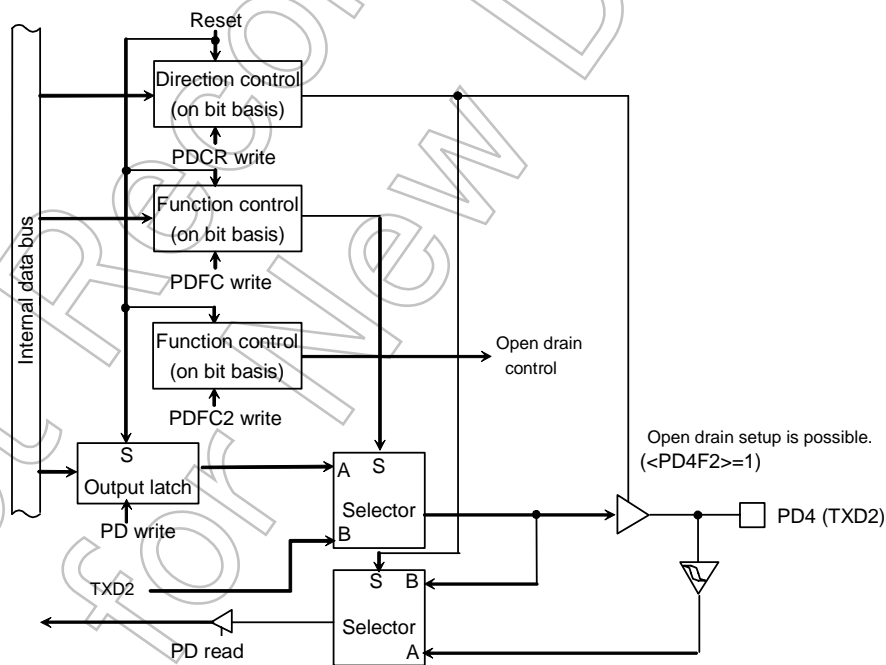 Reset
Direction control
(on bit basis)
PDCR write
Function control
(on bit basis)
PDFC write
Internal data bus
Function control
(on bit basis)
Open drain
control
PDFC2 write
Open drain setup is possible.
(<PD4F2>=1)
S
Output latch
PD write
A
S
Selector
B
PD4 (TXD2)
TXD2
S
B
Selector
A
PD read